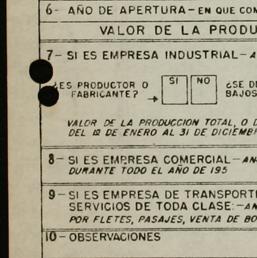 6- AÑO DE APERTURA-EN QUE
VALOR DE LA PRODU
7- SI ES EMPRESA INDUSTRIAL-
¿ES PRODUCTOR O FABRICANTE? → SI NO
¿SE D
BAJOS
VALOR DE LA PRODUCCION TOTAL, O
DEL 1º DE ENERO AL 31 DE DICIEMB
8- SI ES EMPRESA COMERCIAL-AN
DURANTE TODO EL AÑO DE 195
9- SI ES EMPRESA DE TRANSPORT
SERVICIOS DE TODA CLASE:-AN
POR FLETES, PASAJES, VENTA DE BO
10- OBSERVACIONES